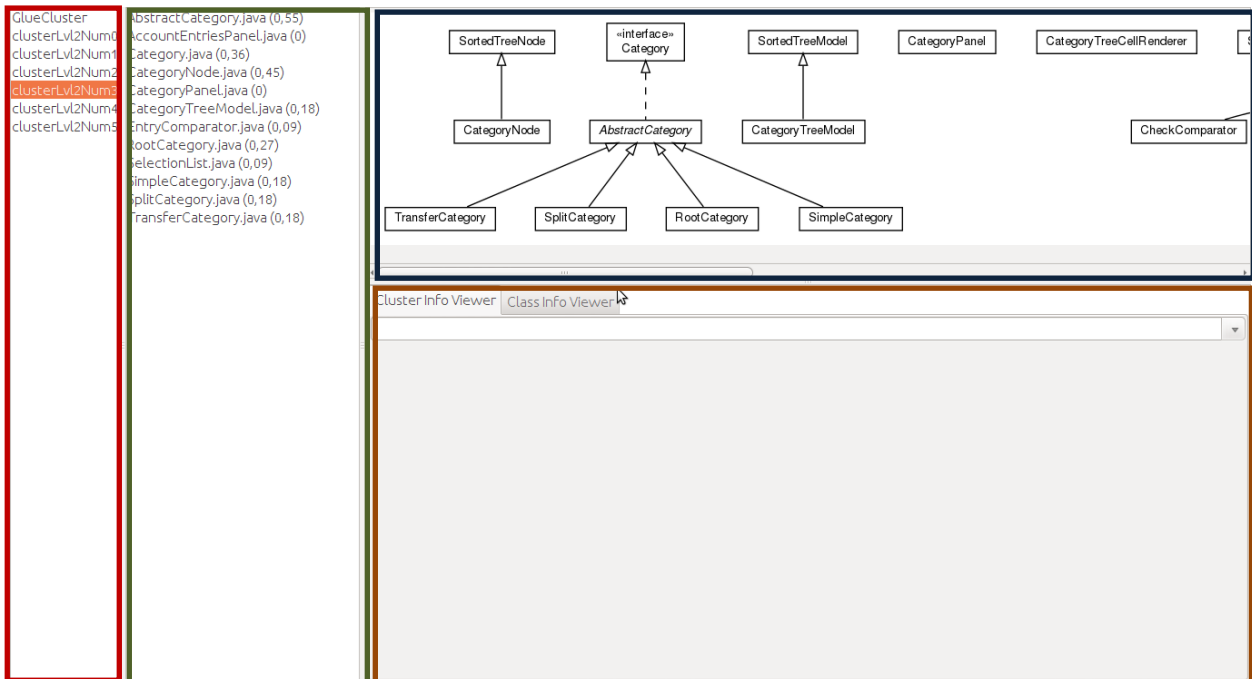 GlueCluster
clusterLvl2Num0
clusterLvl2Num1
clusterLvl2Num2
clusterLvl2Num3
clusterLvl2Num4
clusterLvl2Num5
AbstractCategory.java (0,55)
AccountEntriesPanel.java (0)
Category.java (0,36)
CategoryNode.java (0,45)
CategoryPanel.java (0)
CategoryTreeModel.java (0,18)
EntryComparator.java (0,09)
RootCategory.java (0,27)
SelectionList.java (0,09)
SimpleCategory.java (0,18)
SplitCategory.java (0,18)
TransferCategory.java (0,18)
SortedTreeNode
«interface»
Category
SortedTreeModel
CategoryPanel
CategoryTreeCellRenderer
CategoryNode
AbstractCategory
CategoryTreeModel
CheckComparator
TransferCategory
SplitCategory
RootCategory
SimpleCategory
Cluster Info Viewer
Class Info Viewer